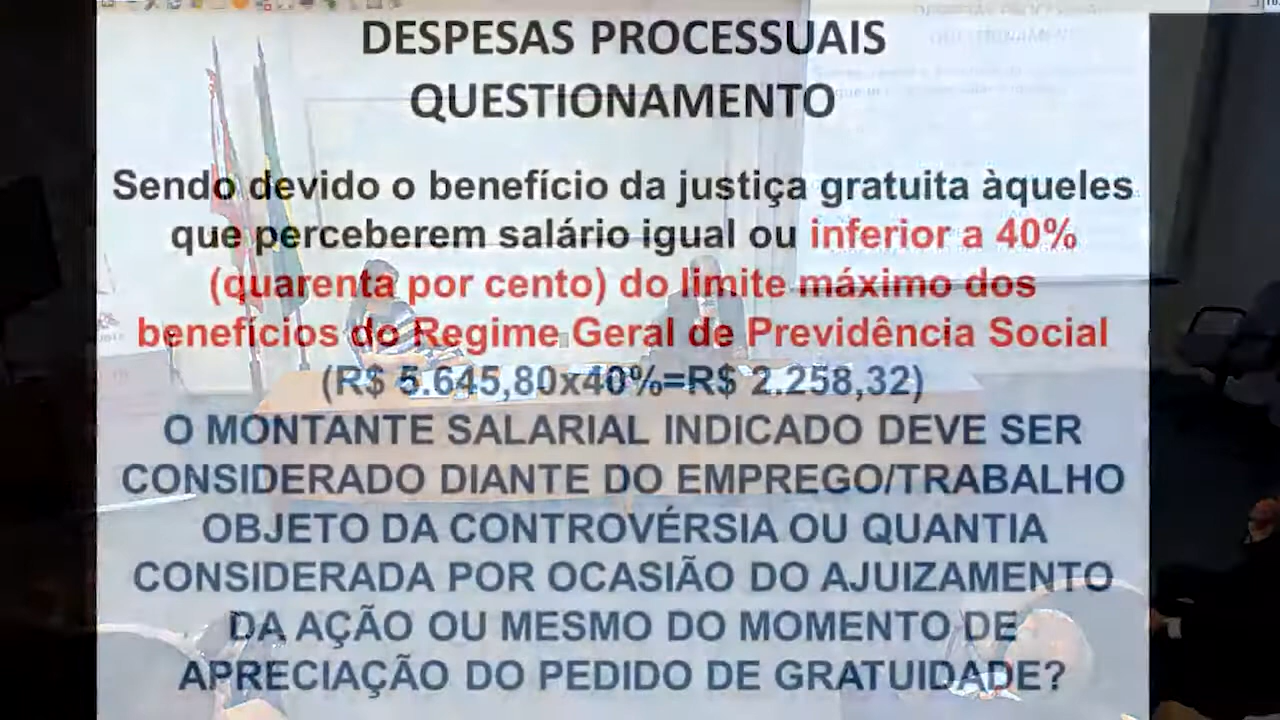 DESPESAS PROCESSUAIS
QUESTIONAMENTO
Sendo devido o benefício da justiça gratuita àqueles
que perceberem salário igual ou inferior a 40%
(quarenta por cento) do limite máximo dos
benefícios do Regime Geral de Previdência Social
(R$ 5.645,80x40%=R$ 2.258,32)
O MONTANTE SALARIAL INDICADO DEVE SER
CONSIDERADO DIANTE DO EMPREGO/TRABALHO
OBJETO DA CONTROVÉRSIA OU QUANTIA
CONSIDERADA POR OCASIÃO DO AJUIZAMENTO
DA AÇÃO OU MESMO DO MOMENTO DE
APRECIAÇÃO DO PEDIDO DE GRATUIDADE?